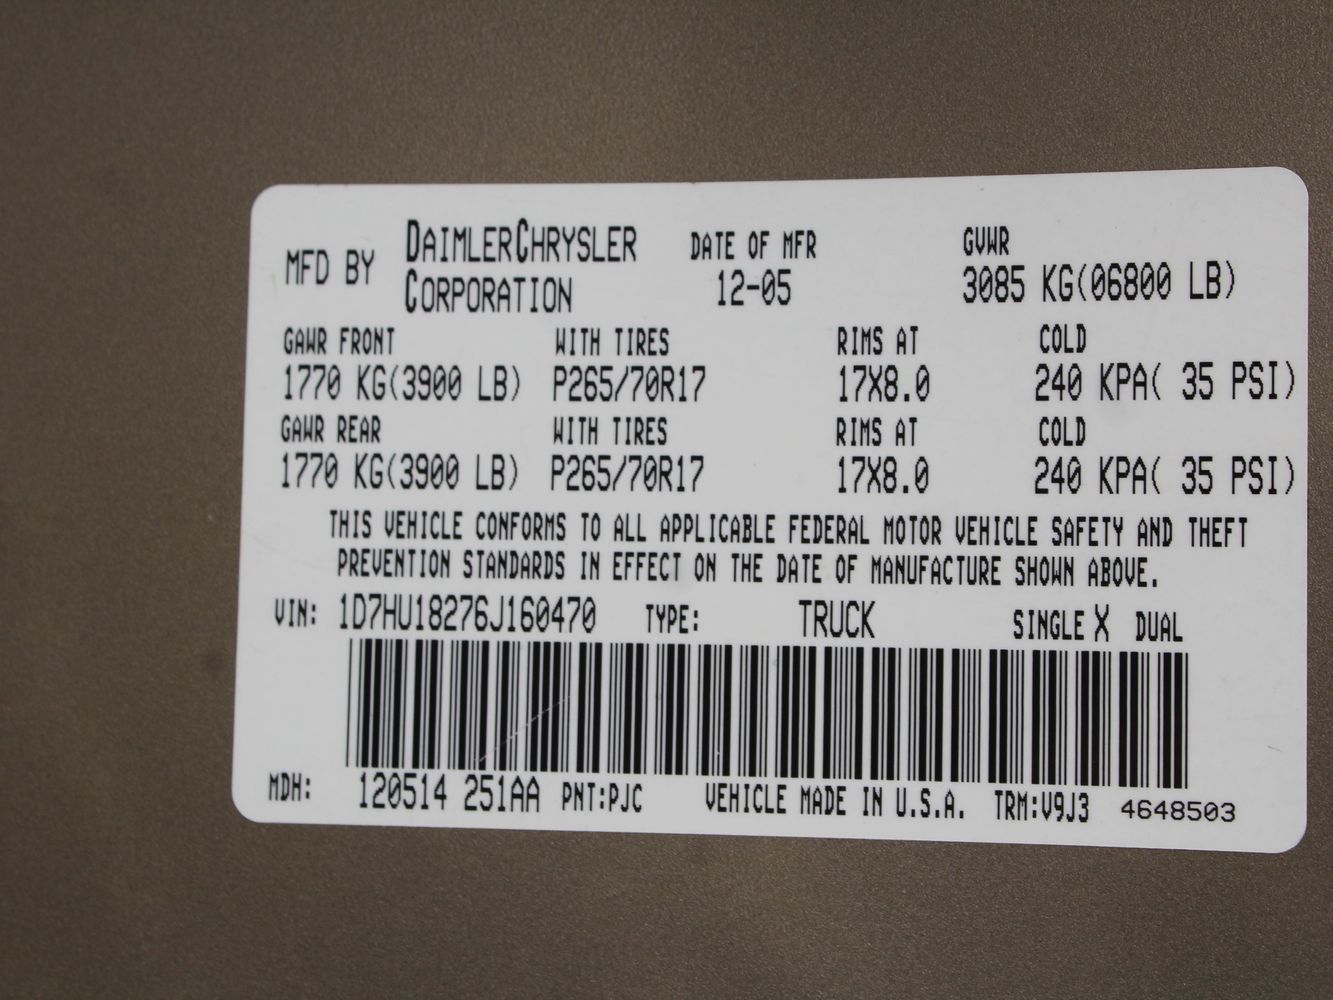 MFD BY DAIMLERCHRYSLER CORPORATION DATE OF MFR 12-05 GVWR 3085 KG(06800 LB)
GAWR FRONT WITH TIRES RIMS AT COLD
1770 KG(3900 LB) P265/70R17 17X8.0 240 KPA( 35 PSI)
GAWR REAR WITH TIRES RIMS AT COLD
1770 KG(3900 LB) P265/70R17 17X8.0 240 KPA( 35 PSI)
THIS VEHICLE CONFORMS TO ALL APPLICABLE FEDERAL MOTOR VEHICLE SAFETY AND THEFT
PREVENTION STANDARDS IN EFFECT ON THE DATE OF MANUFACTURE SHOWN ABOVE.
VIN: 1D7HU18276J160470 TYPE: TRUCK SINGLE X DUAL
MDH: 120514 251AA PNT:PJC VEHICLE MADE IN U.S.A. TRM:V9J3 4648503